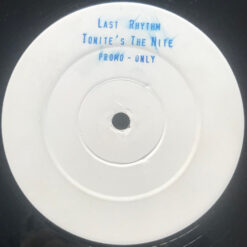 Last Rhythm
Tonite's The Nite
Promo - Only